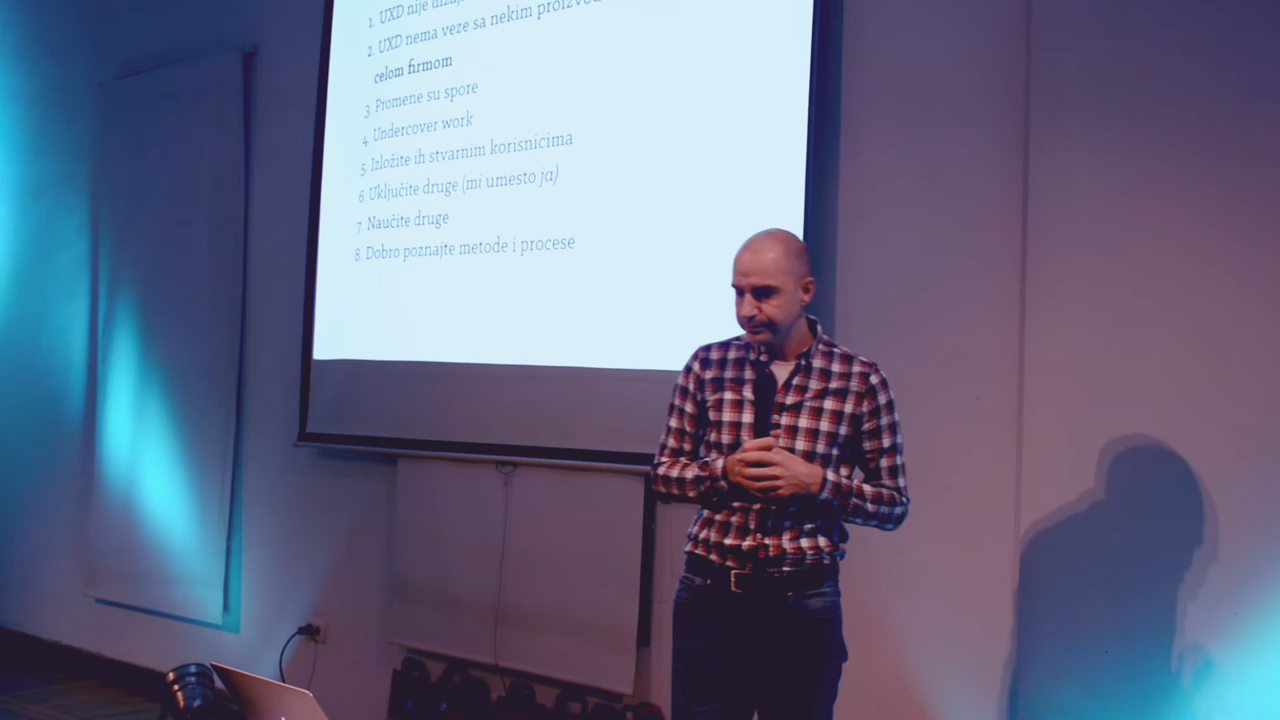 1. UXD nije
2. UXD nema veze sa nekim
celom firmom
3. Promene su spore
4. Undercover work
5. Izložite ih stvarnim korisnicima
6. Uključite druge (mi umesto ja)
7. Naučite druge
8. Dobro poznajte metode i procese